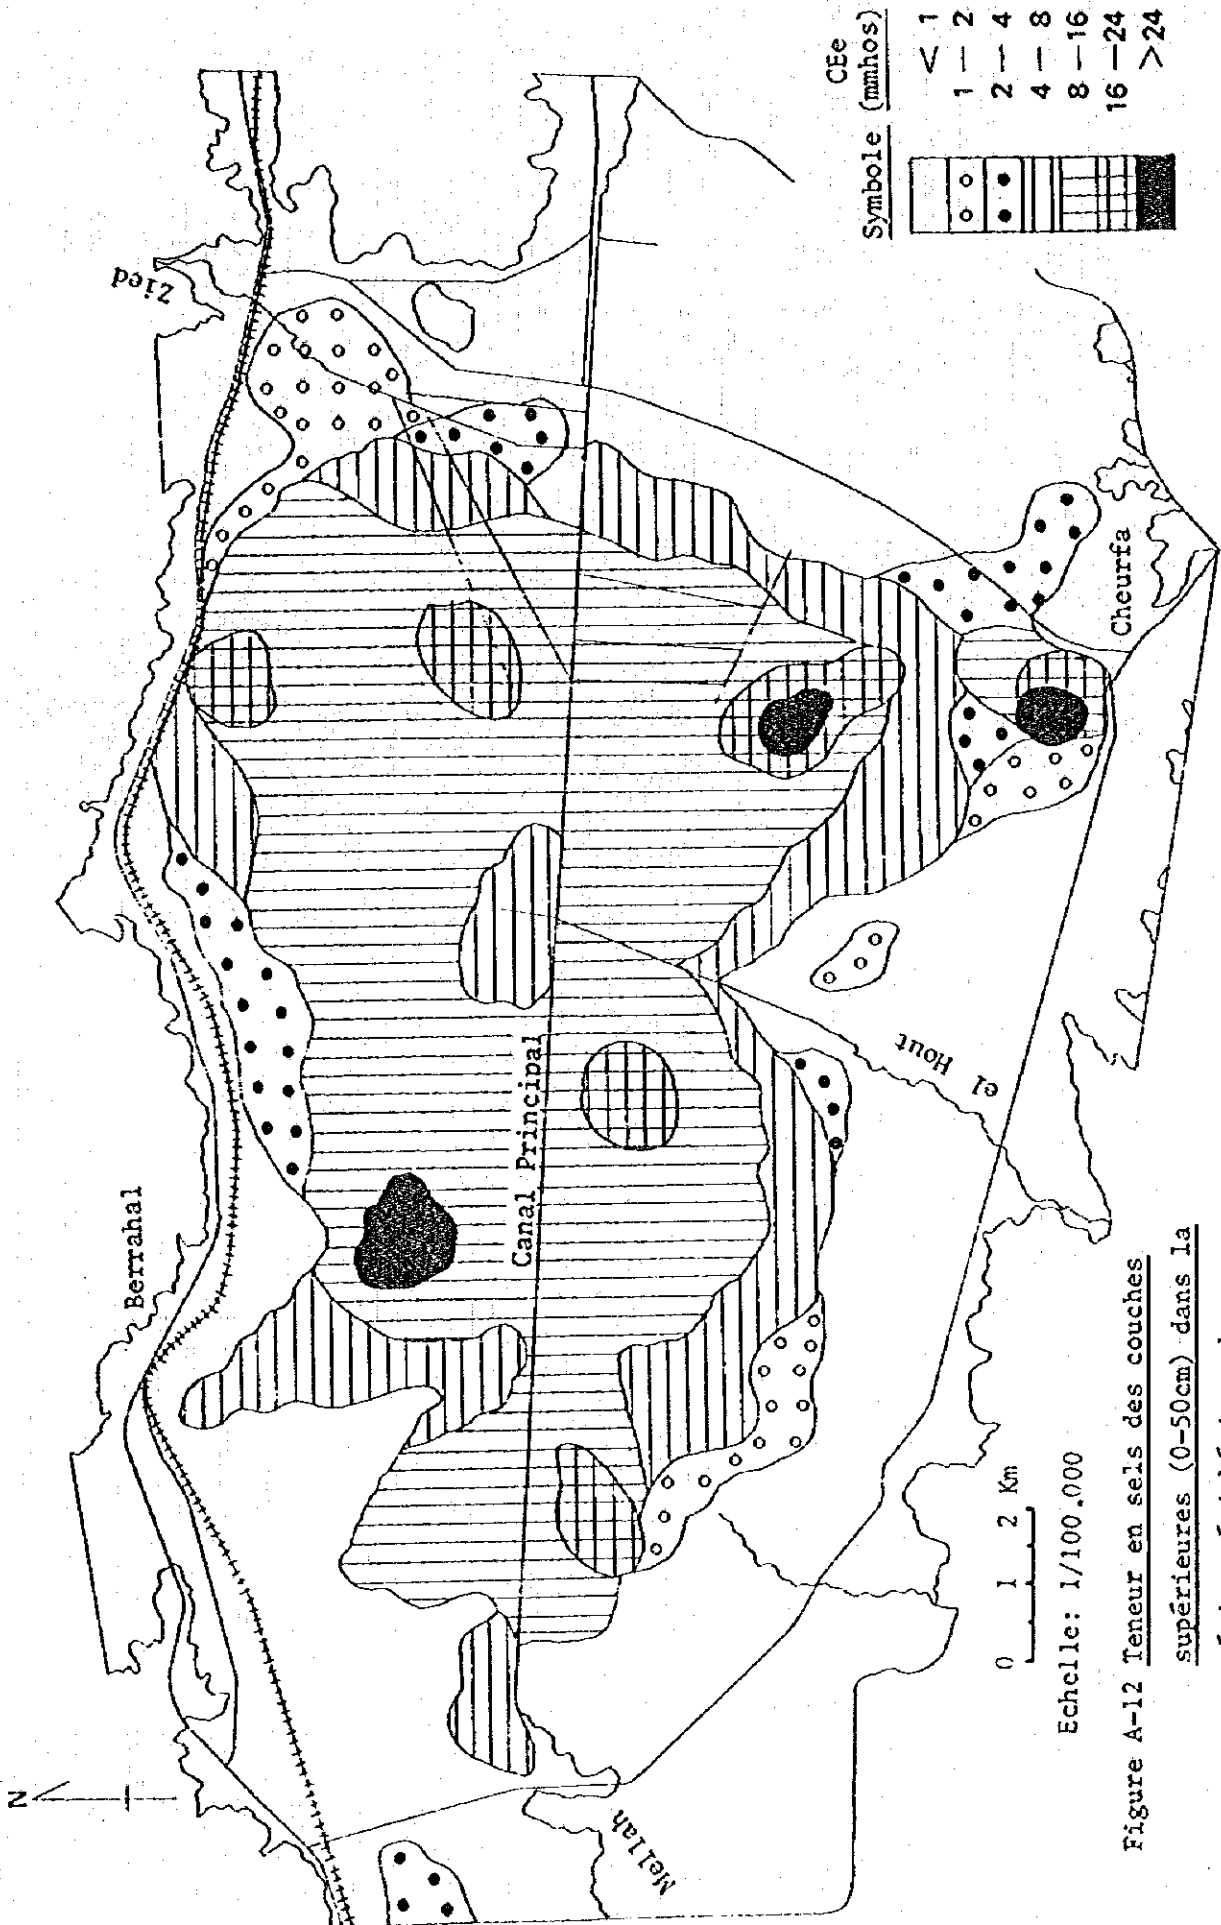 N
Berrahal
Zied
Canal Principal
Mellah
el Hout
Cheurfa
Symbole
CEe
(mmhos)
< 1
1 — 2
2 — 4
4 — 8
8 —16
16 —24
>24
0 1 2 Km
Echelle: 1/100.000
Figure A-12 Teneur en sels des couches
supérieures (0-50cm) dans la